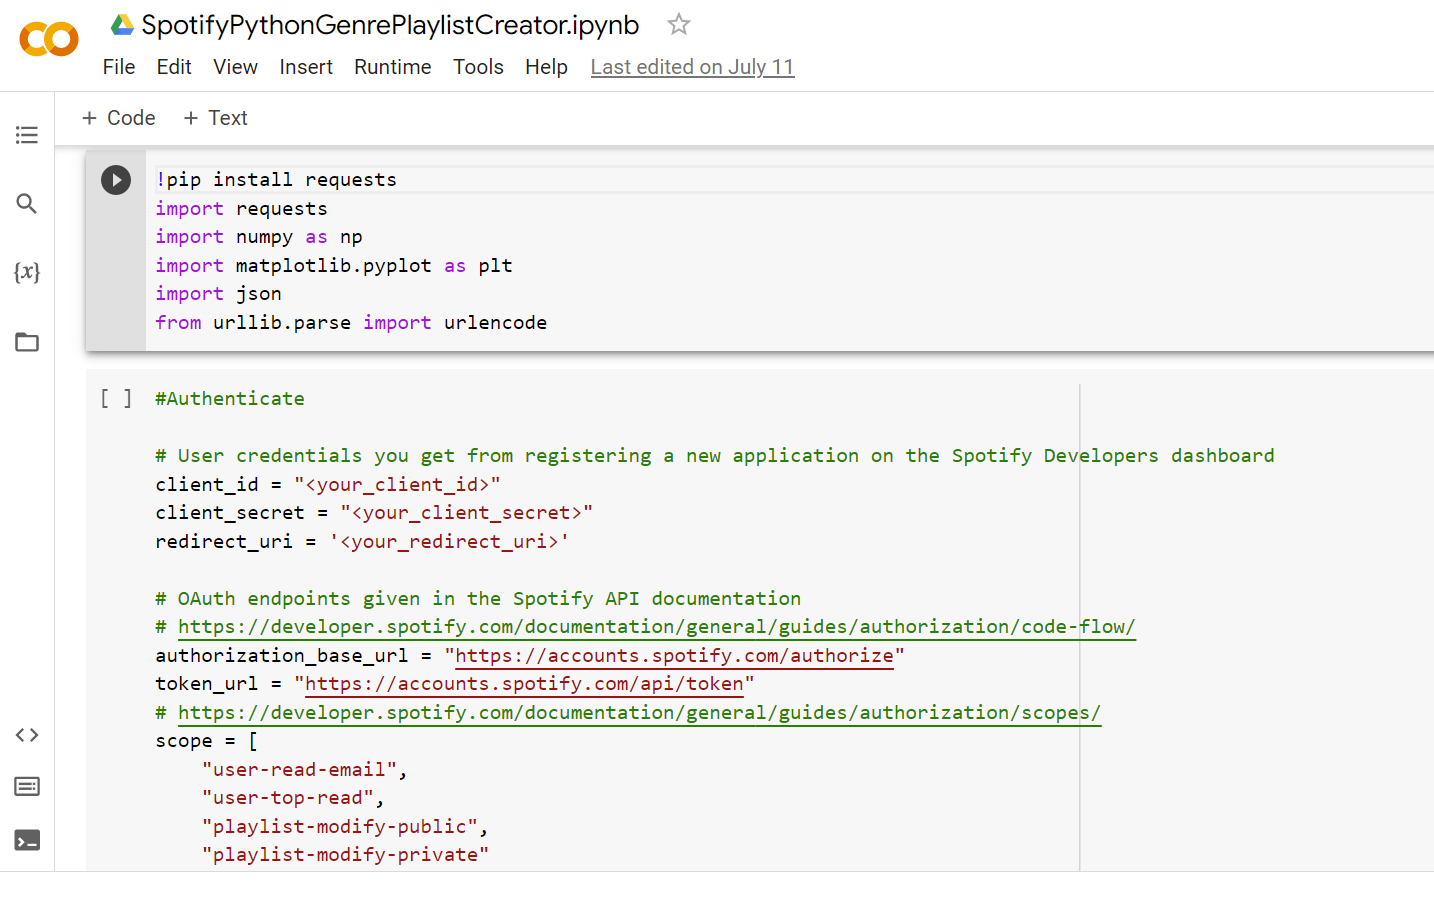 SpotifyPythonGenrePlaylistCreator.ipynb
File Edit View Insert Runtime Tools Help Last edited on July 11
+ Code + Text
{x}
!pip install requests
import requests
import numpy as np
import matplotlib.pyplot as plt
import json
from urllib.parse import urlencode
[ ] #Authenticate
# User credentials you get from registering a new application on the Spotify Developers dashboard
client_id = "<your_client_id>"
client_secret = "<your_client_secret>"
redirect_uri = '<your_redirect_uri>'
# OAuth endpoints given in the Spotify API documentation
# https://developer.spotify.com/documentation/general/guides/authorization/code-flow/
authorization_base_url = "https://accounts.spotify.com/authorize"
token_url = "https://accounts.spotify.com/api/token"
# https://developer.spotify.com/documentation/general/guides/authorization/scopes/
scope = [
"user-read-email",
"user-top-read",
"playlist-modify-public",
"playlist-modify-private"